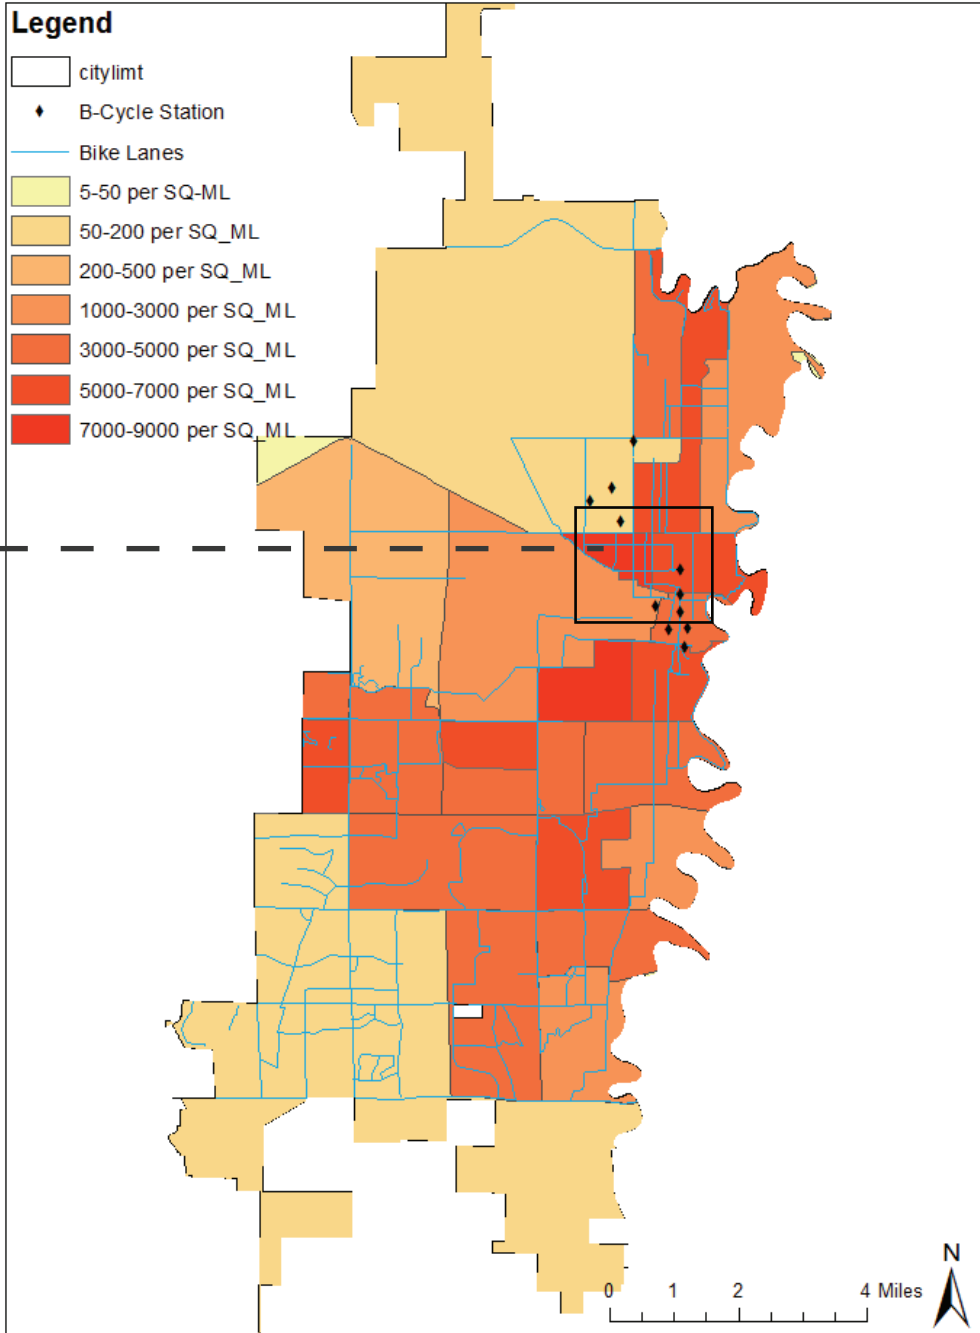 Legend
citylimt
B-Cycle Station
Bike Lanes
5-50 per SQ-ML
50-200 per SQ_ML
200-500 per SQ_ML
1000-3000 per SQ_ML
3000-5000 per SQ_ML
5000-7000 per SQ_ML
7000-9000 per SQ_ML
N
0 1 2 4 Miles